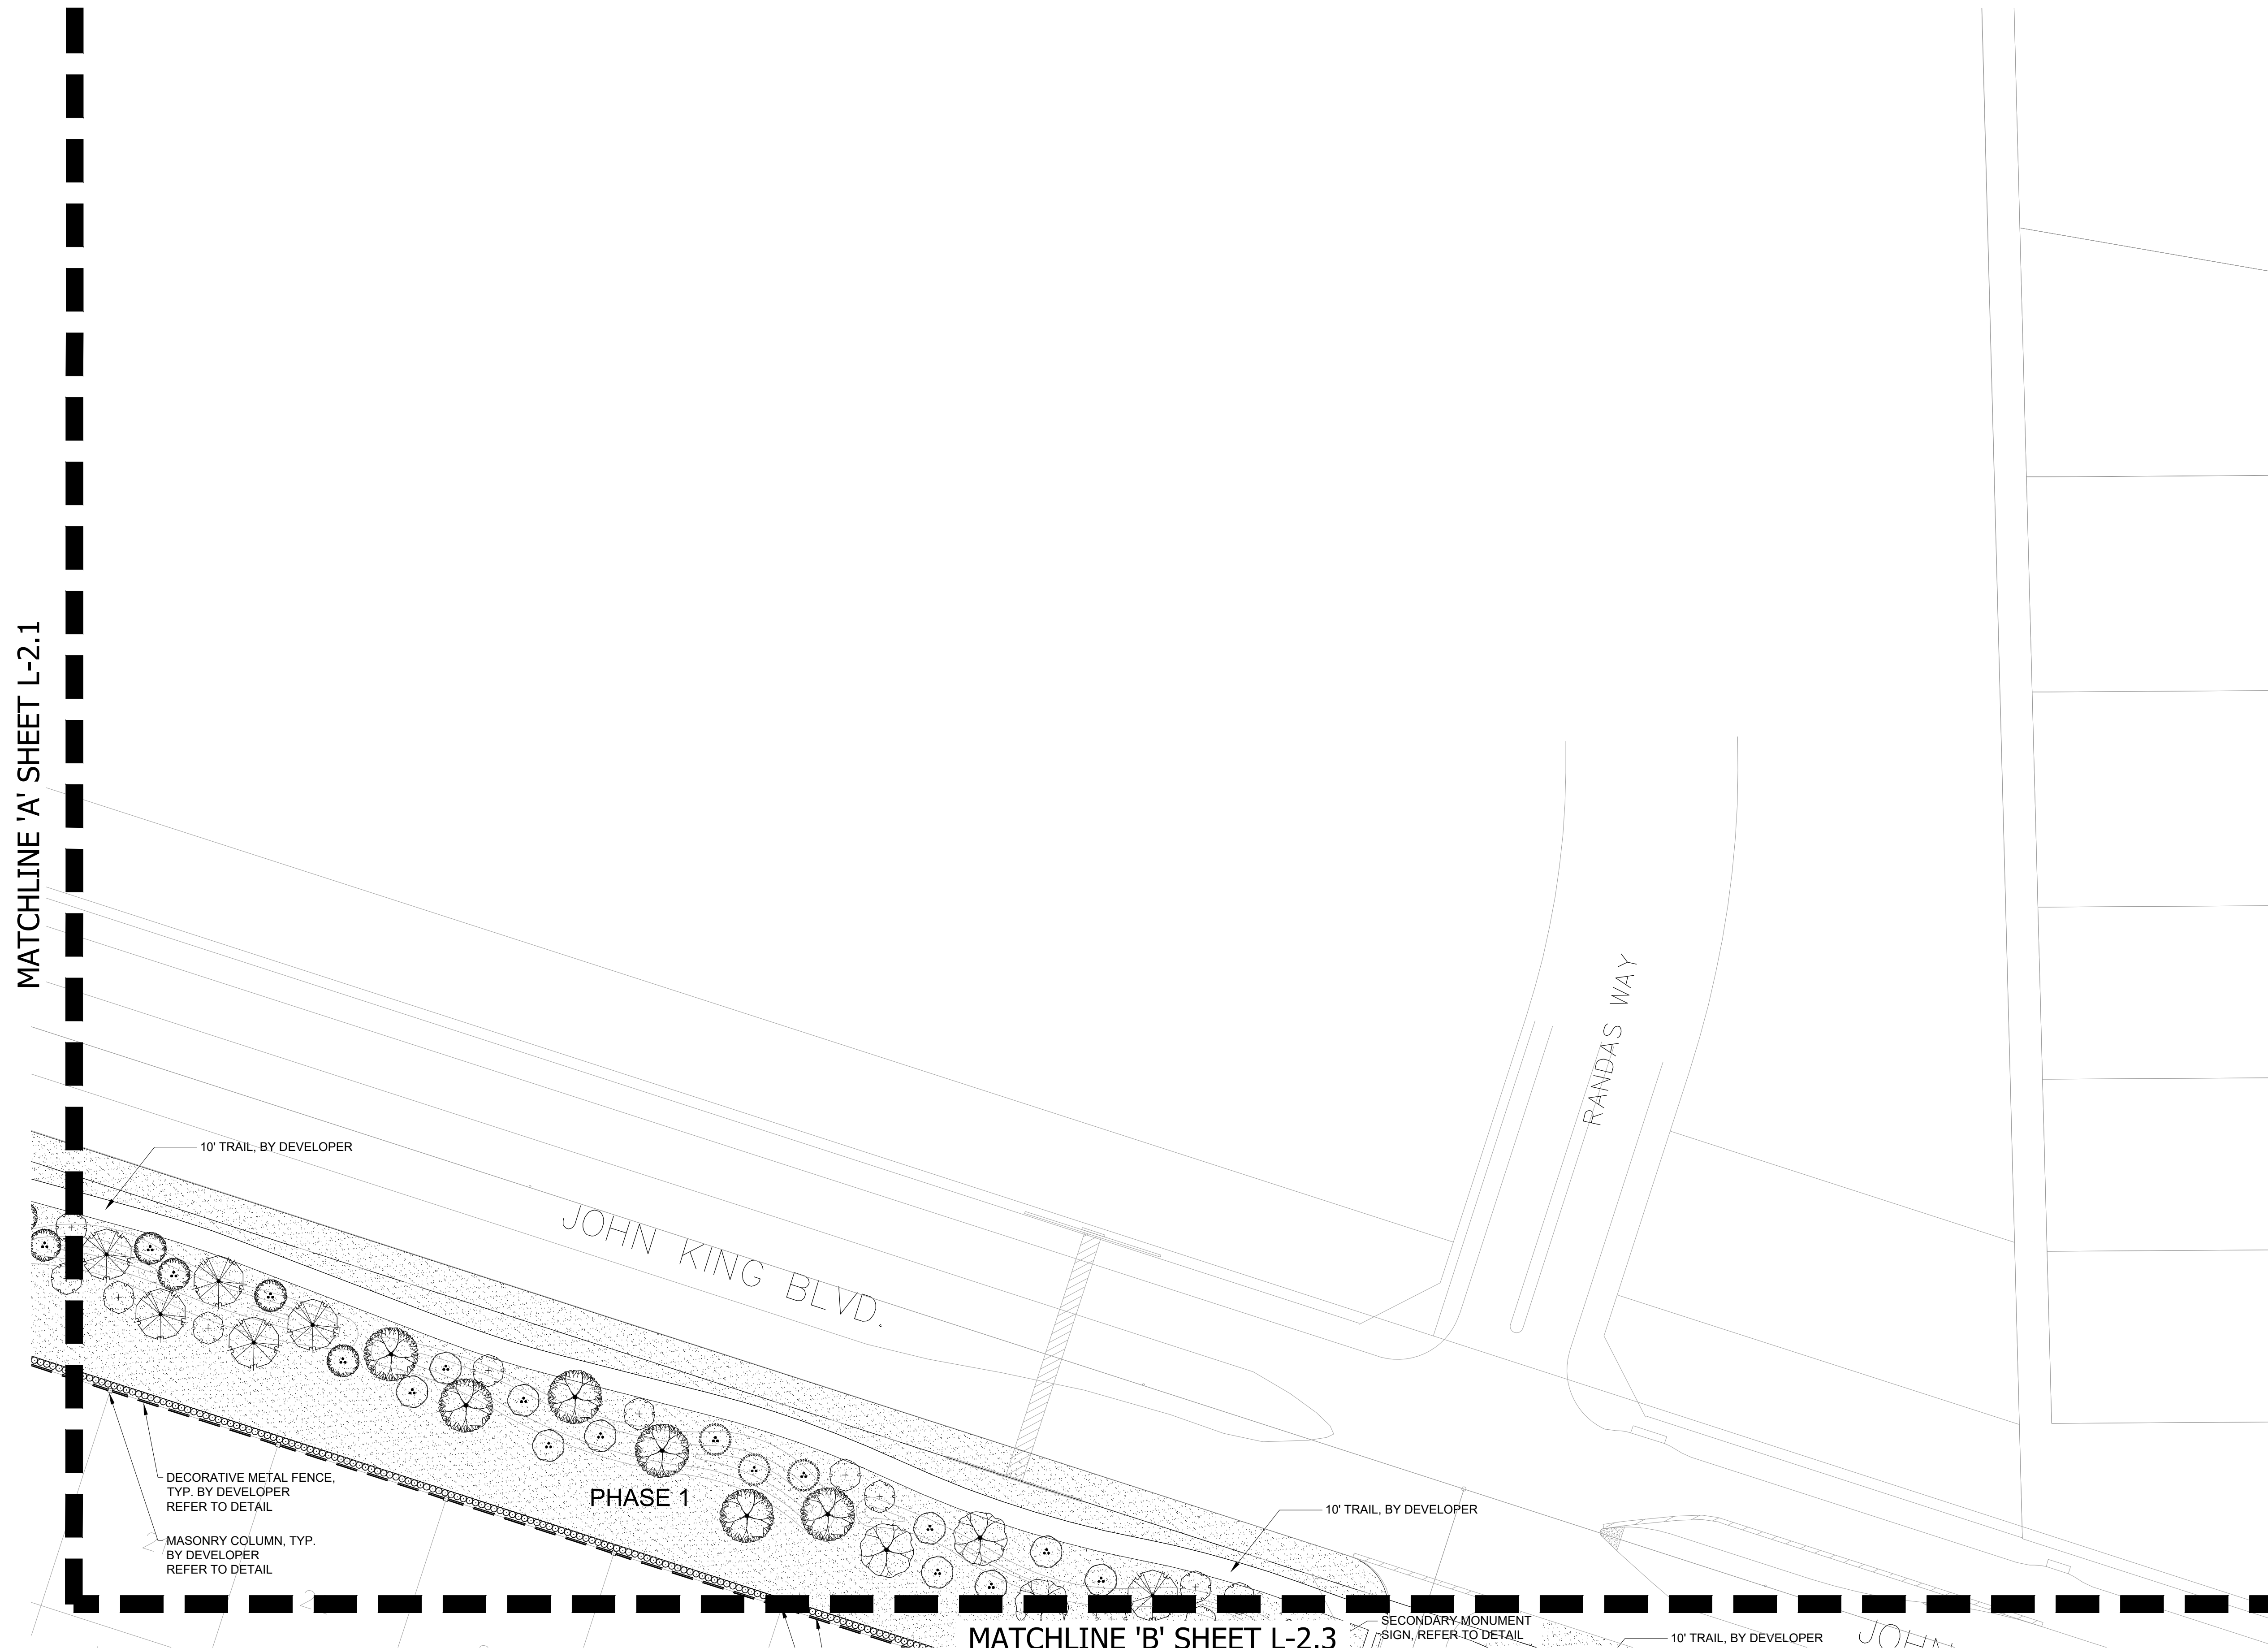 MATCHLINE 'A' SHEET L-2.1
RANDAS WAY
10' TRAIL, BY DEVELOPER
JOHN KING BLVD.
DECORATIVE METAL FENCE,
TYP. BY DEVELOPER
REFER TO DETAIL
PHASE 1
10' TRAIL, BY DEVELOPER
MASONRY COLUMN, TYP.
BY DEVELOPER
REFER TO DETAIL
SECONDARY MONUMENT
SIGN, REFER TO DETAIL
MATCHLINE 'B' SHEET L-2.3
10' TRAIL, BY DEVELOPER
JOHN